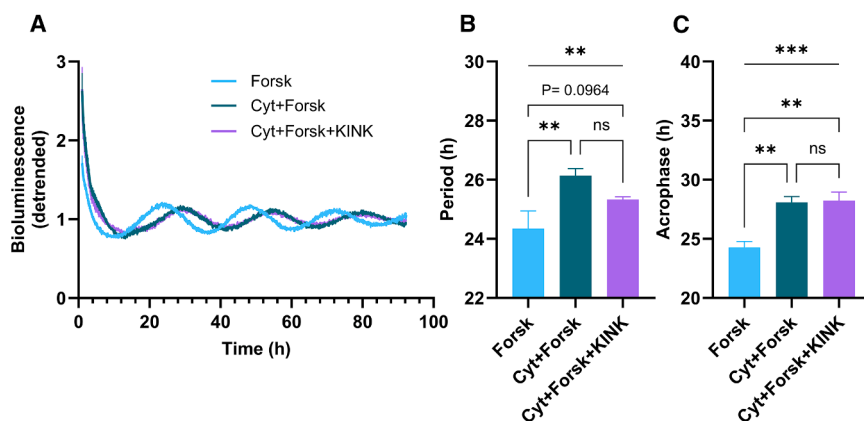 A
3
2
1
0
0
20
40
60
80
100
Bioluminescence
(detrended)
Time (h)
Forsk
Cyt+Forsk
Cyt+Forsk+KINK
B
30
28
26
24
22
Period (h)
**
P= 0.0964
**
ns
Forsk
Cyt+Forsk
Cyt+Forsk+KINK
C
40
35
30
25
20
Acrophase (h)
***
**
**
ns
Forsk
Cyt+Forsk
Cyt+Forsk+KINK